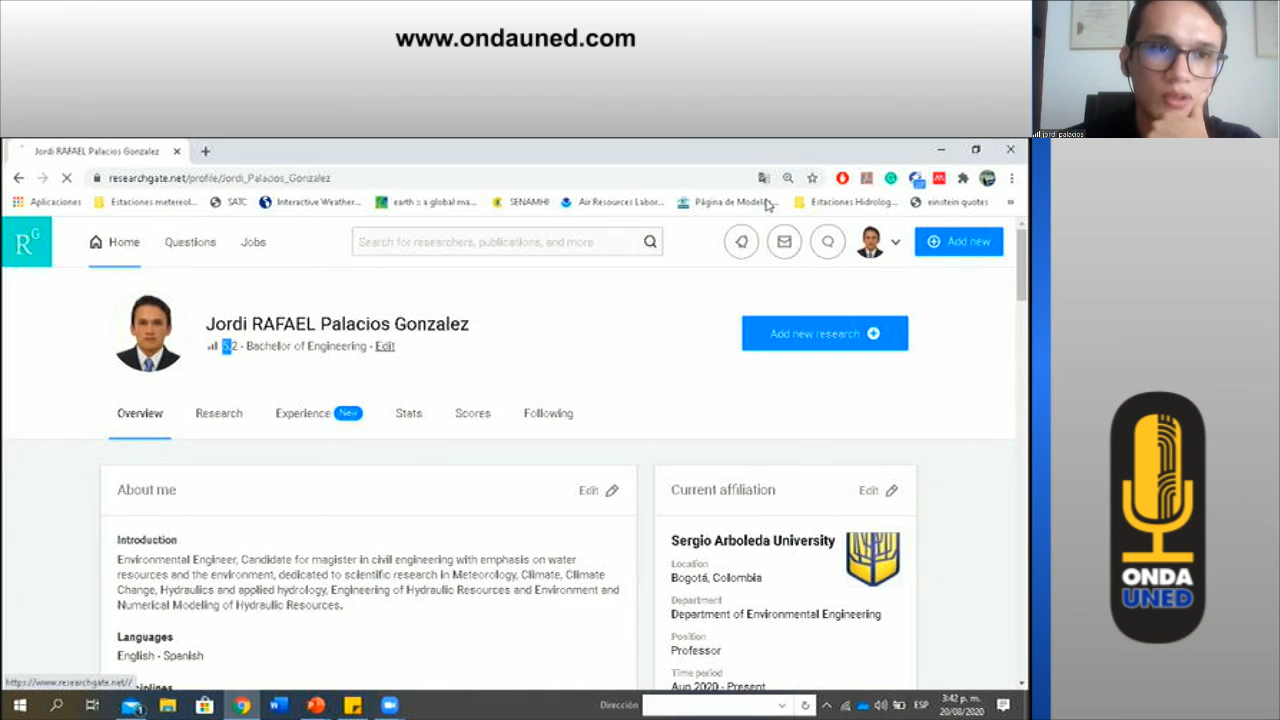 www.ondauned.com
jordi palacios
Jordi RAFAEL Palacios Gonzalez
researchgate.net/profile/Jordi_Palacios_Gonzalez
Aplicaciones
Estaciones metereol...
SATC
Interactive Weather...
earth :: a global ma...
SENAMHI
Air Resources Labor...
Página de Modelo...
Estaciones Hidrolog...
einstein quotes
R G
Home
Questions
Jobs
Search for researchers, publications, and more
Add new
Jordi RAFAEL Palacios Gonzalez
2 - Bachelor of Engineering - Edit
Add new research
Overview
Research
Experience New
Stats
Scores
Following
About me
Edit
Introduction
Environmental Engineer, Candidate for magister in civil engineering with emphasis on water
resources and the environment, dedicated to scientific research in Meteorology, Climate, Climate
Change, Hydraulics and applied hydrology, Engineering of Hydraulic Resources and Environment and
Numerical Modeling of Hydraulic Resources.
Languages
English - Spanish
Current affiliation
Edit
Sergio Arboleda University
Location
Bogotá, Colombia
Department
Department of Environmental Engineering
Position
Professor
Time period
Aug 2020 - Present
ONDA
UNED
https://www.researchgate.net//
Dirección
ESP
3:42 p. m.
20/08/2020